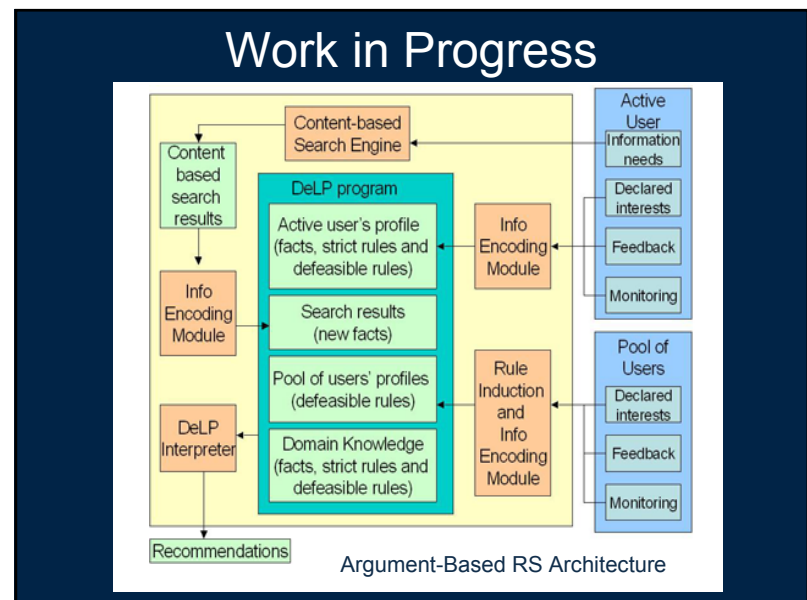 Work in Progress
Content-based
Search Engine
Content
based
search
results
Info
Encoding
Module
DeLP
Interpreter
Recommendations
DeLP program
Active user's profile
(facts, strict rules and
defeasible rules)
Search results
(new facts)
Pool of users' profiles
(defeasible rules)
Domain Knowledge
(facts, strict rules and
defeasible rules)
Info
Encoding
Module
Rule
Induction
and
Info
Encoding
Module
Active
User
Information
needs
Declared
interests
Feedback
Monitoring
Pool of
Users
Declared
interests
Feedback
Monitoring
Argument-Based RS Architecture